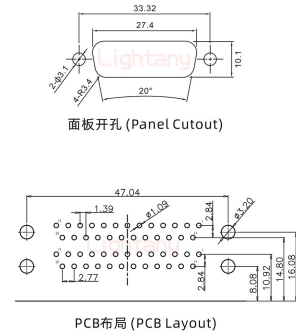 33.32
27.4
Lightany
10.1
2-φ3.1
4-R3.4
20°
面板开孔 (Panel Cutout)
47.04
1.39
φ1.09
2.84
φ3.20
Lightany
2.77
2.84
8.08
10.92
14.80
16.08
PCB布局 (PCB Layout)